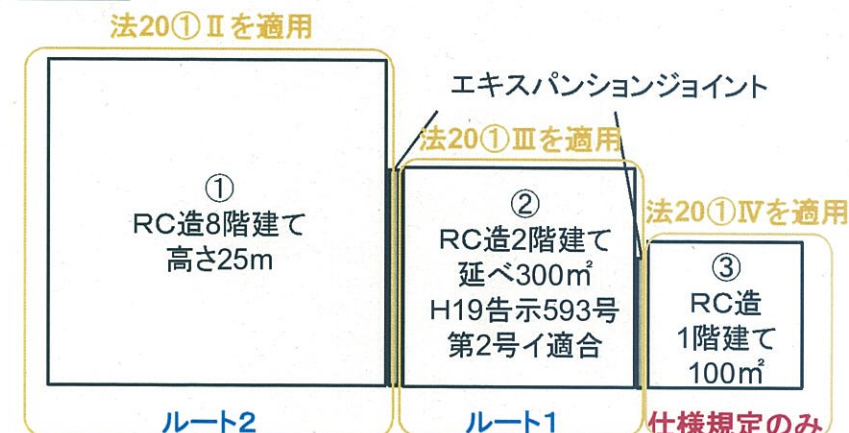 法20①Ⅱを適用
エキスパンションジョイント
法20①Ⅲを適用
法20①Ⅳを適用
①
RC造8階建て
高さ25m
②
RC造2階建て
延べ300㎡
H19告示593号
第2号イ適合
③
RC造
1階建て
100㎡
ルート2
ルート1
仕様規定のみ